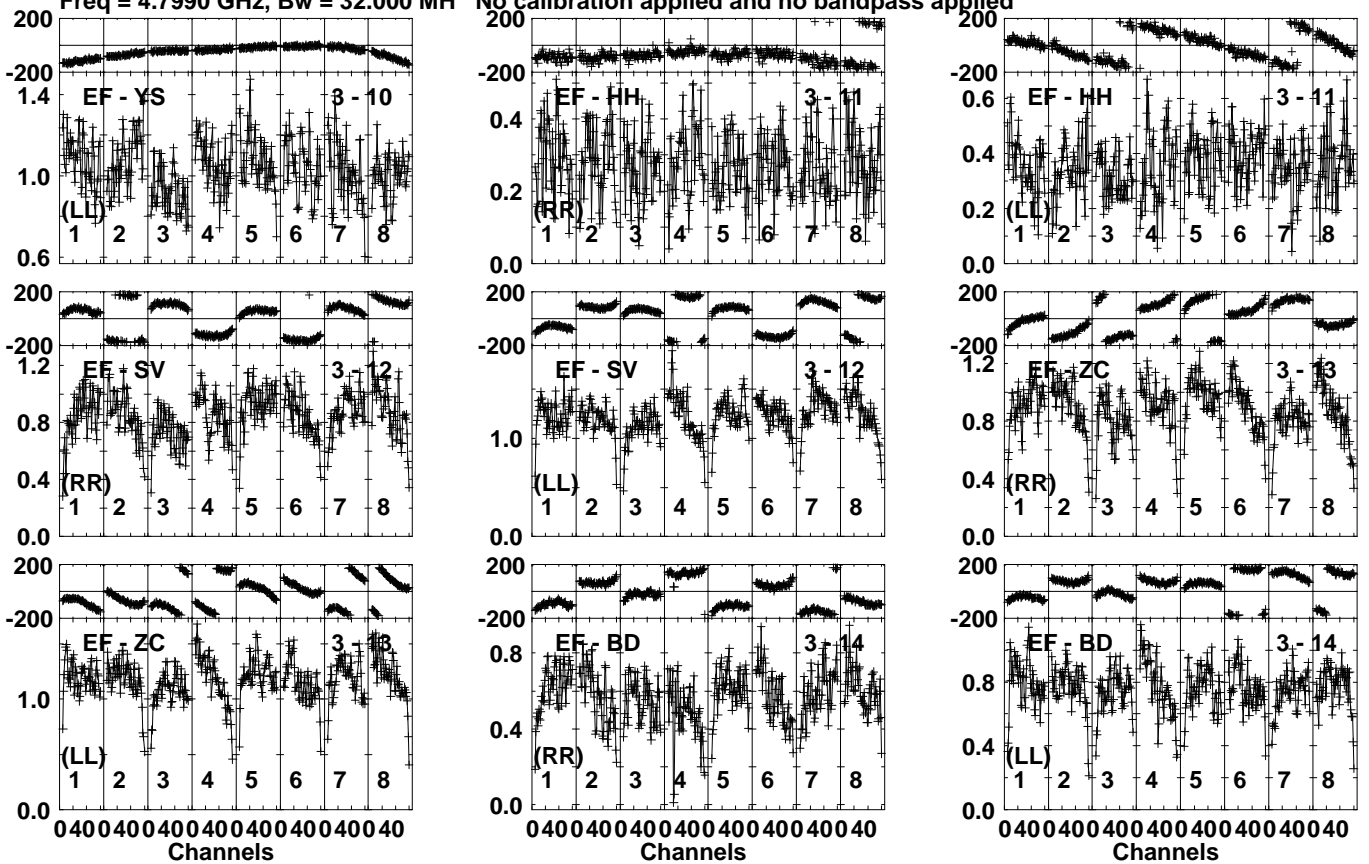 Freq = 4.7990 GHz, Bw = 32.000 MH No calibration applied and no bandpass applied
200 200 200
-200 -200 -200
EF - YS 3 - 10 EF - HH 3 - 11 EF - HH 3 - 11
1.4 0.4 0.6
1.0 0.2 0.4
0.6 0.0 0.2
0.0
(LL) (RR) (LL)
1 2 3 4 5 6 7 8 1 2 3 4 5 6 7 8 1 2 3 4 5 6 7 8
200 200 200
-200 -200 -200
EF - SV 3 - 12 EF - SV 3 - 12 EF - ZC 3 - 13
1.2 1.0 1.2
0.8 0.0 0.8
0.4 0.4
0.0 0.0
(RR) (LL) (RR)
1 2 3 4 5 6 7 8 1 2 3 4 5 6 7 8 1 2 3 4 5 6 7 8
200 200 200
-200 -200 -200
EF - ZC 3 - 13 EF - BD 3 - 14 EF - BD 3 - 14
1.0 0.8 0.8
0.0 0.4 0.4
0.0 0.0
(LL) (RR) (LL)
1 2 3 4 5 6 7 8 1 2 3 4 5 6 7 8 1 2 3 4 5 6 7 8
0 40 0 40 0 40 0 40 0 40 0 40 0 40 0 40 0 40 0 40 0 40 0 40 0 40 0 40 0 40 0 40 0 40 0 40 0 40 0 40 0 40 0 40 0 40 0 40
Channels Channels Channels